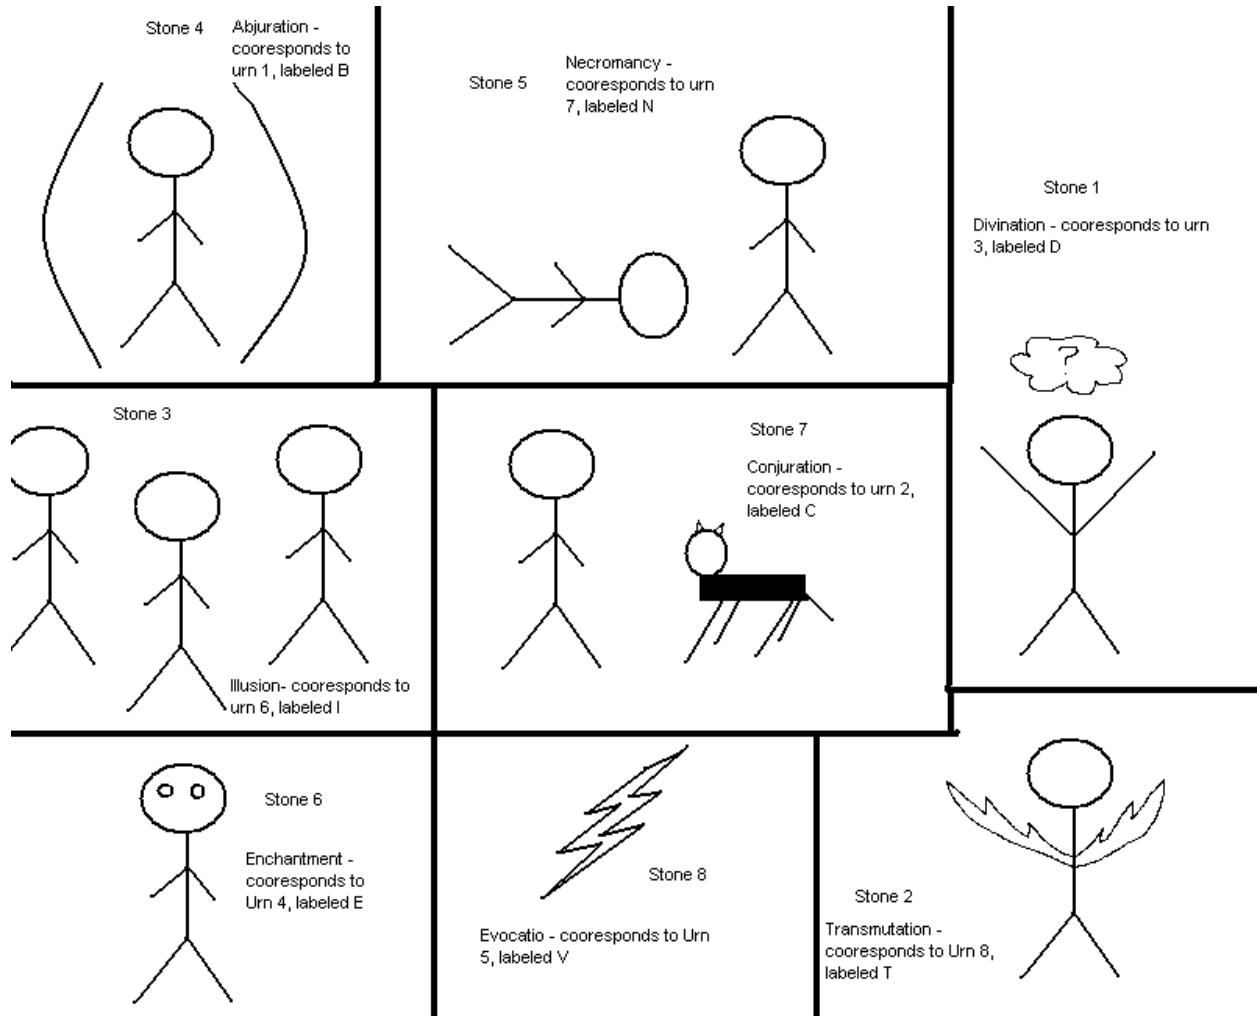 Stone 4
Abjuration -
cooresponds to
urn 1, labeled B
Stone 5
Necromancy -
cooresponds to urn
7, labeled N
Stone 1
Divination - cooresponds to urn
3, labeled D
?
Stone 3
Illusion- cooresponds to
urn 6, labeled I
Stone 7
Conjuration -
cooresponds to urn 2,
labeled C
Stone 6
Enchantment -
cooresponds to
Urn 4, labeled E
Stone 8
Evocatio - cooresponds to Urn
5, labeled V
Stone 2
Transmutation -
cooresponds to Urn 8,
labeled T